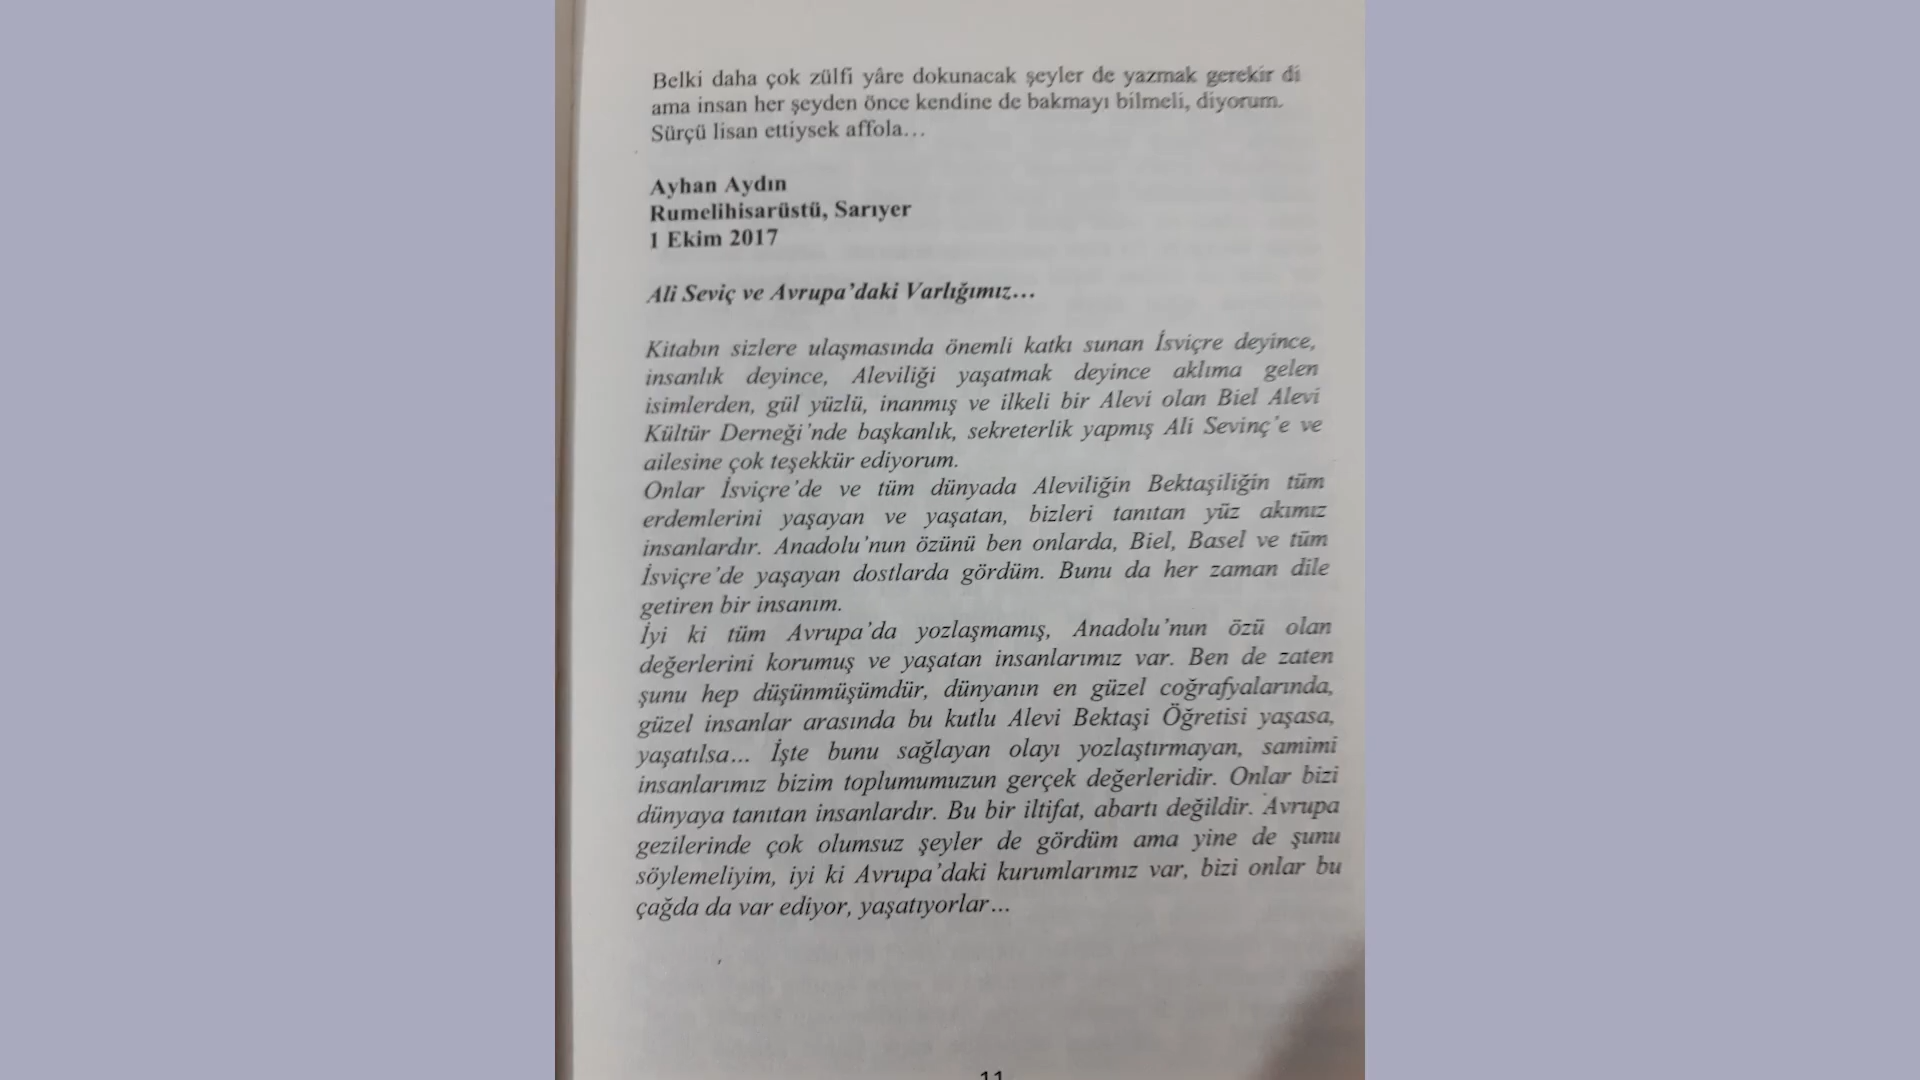 Belki daha çok zülfi yâre dokunacak şeyler de yazmak gerekir di
ama insan her şeyden önce kendine de bakmayı bilmeli, diyorum.
Sürçü lisan ettiysek affola…
Ayhan Aydın
Rumelihisarüstü, Sarıyer
1 Ekim 2017
Ali Seviç ve Avrupa’daki Varlığımız…
Kitabın sizlere ulaşmasında önemli katkı sunan İsviçre deyince,
insanlık deyince, Aleviliği yaşatmak deyince aklıma gelen
isimlerden, gül yüzlü, inanmış ve ilkeli bir Alevi olan Biel Alevi
Kültür Derneği’nde başkanlık, sekreterlik yapmış Ali Sevinç’e ve
ailesine çok teşekkür ediyorum.
Onlar İsviçre’de ve tüm dünyada Aleviliğin Bektaşiliğin tüm
erdemlerini yaşayan ve yaşatan, bizleri tanıtan yüz akımız
insanlardır. Anadolu’nun özünü ben onlarda, Biel, Basel ve tüm
İsviçre’de yaşayan dostlarda gördüm. Bunu da her zaman dile
getiren bir insanım.
İyi ki tüm Avrupa’da yozlaşmamış, Anadolu’nun özü olan
değerlerini korumuş ve yaşatan insanlarımız var. Ben de zaten
şunu hep düşünmüşümdür, dünyanın en güzel coğrafyalarında,
güzel insanlar arasında bu kutlu Alevi Bektaşi Öğretisi yaşasa,
yaşatılsa… İşte bunu sağlayan olayı yozlaştırmayan, samimi
insanlarımız bizim toplumumuzun gerçek değerleridir. Onlar bizi
dünyaya tanıtan insanlardır. Bu bir iltifat, abartı değildir. Avrupa
gezilerinde çok olumsuz şeyler de gördüm ama yine de şunu
söylemeliyim, iyi ki Avrupa’daki kurumlarımız var, bizi onlar bu
çağda da var ediyor, yaşatıyorlar…
11